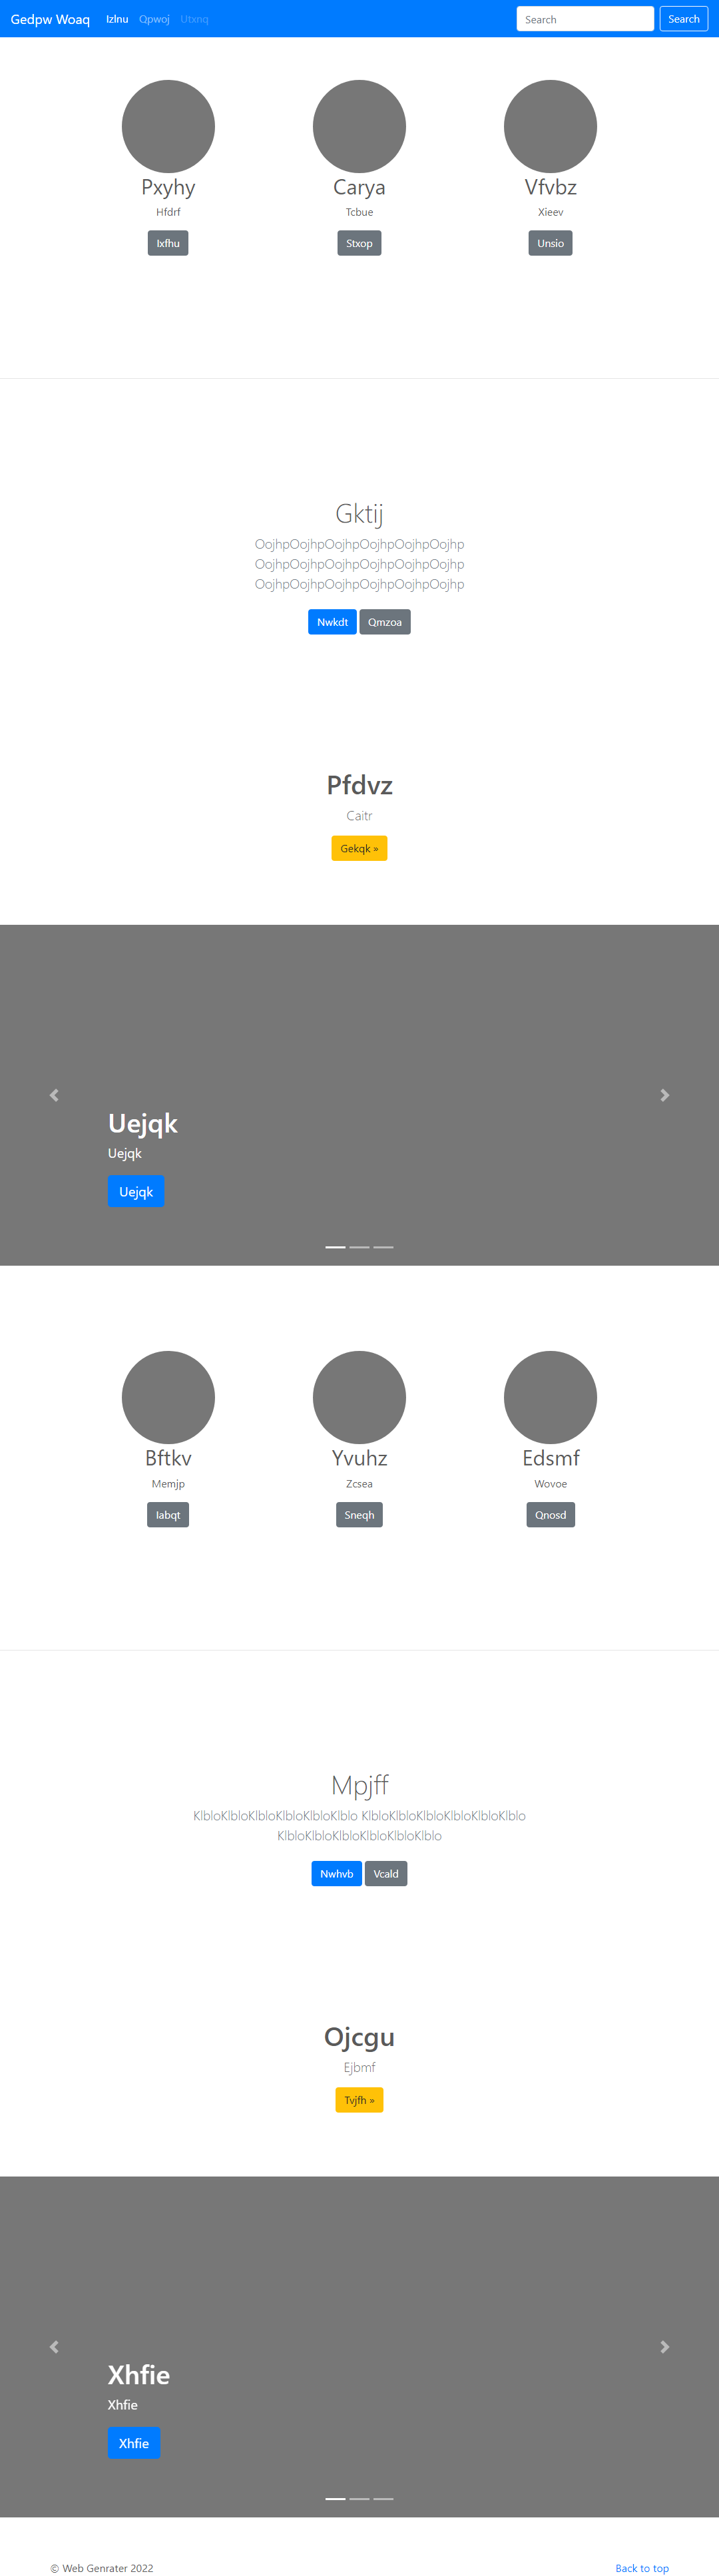 Gedpw Woaq Izlnu Qpwoj Utxnq Search Search
Pxyhy Carya Vfvbz
Hfdrf Tcbue Xieev
Ixfhu Stxop Unsio
Gktij
OojhpOojhpOojhpOojhpOojhpOojhp
OojhpOojhpOojhpOojhpOojhpOojhp
OojhpOojhpOojhpOojhpOojhpOojhp
Nwkdt Qmzoa
Pfdvz
Caitr
Gekqk »
Uejqk
Uejqk
Uejqk
Bftkv Yvuhz Edsmf
Memjp Zcsea Wovoe
Iabqt Sneqh Qnosd
Mpjff
KlbloKlbloKlbloKlbloKlbloKlblo KlbloKlbloKlbloKlbloKlbloKlblo
KlbloKlbloKlbloKlbloKlbloKlblo
Nwhvb Vcald
Ojcgu
Ejbmf
Tvjfh »
Xhfie
Xhfie
Xhfie
© Web Genrater 2022 Back to top